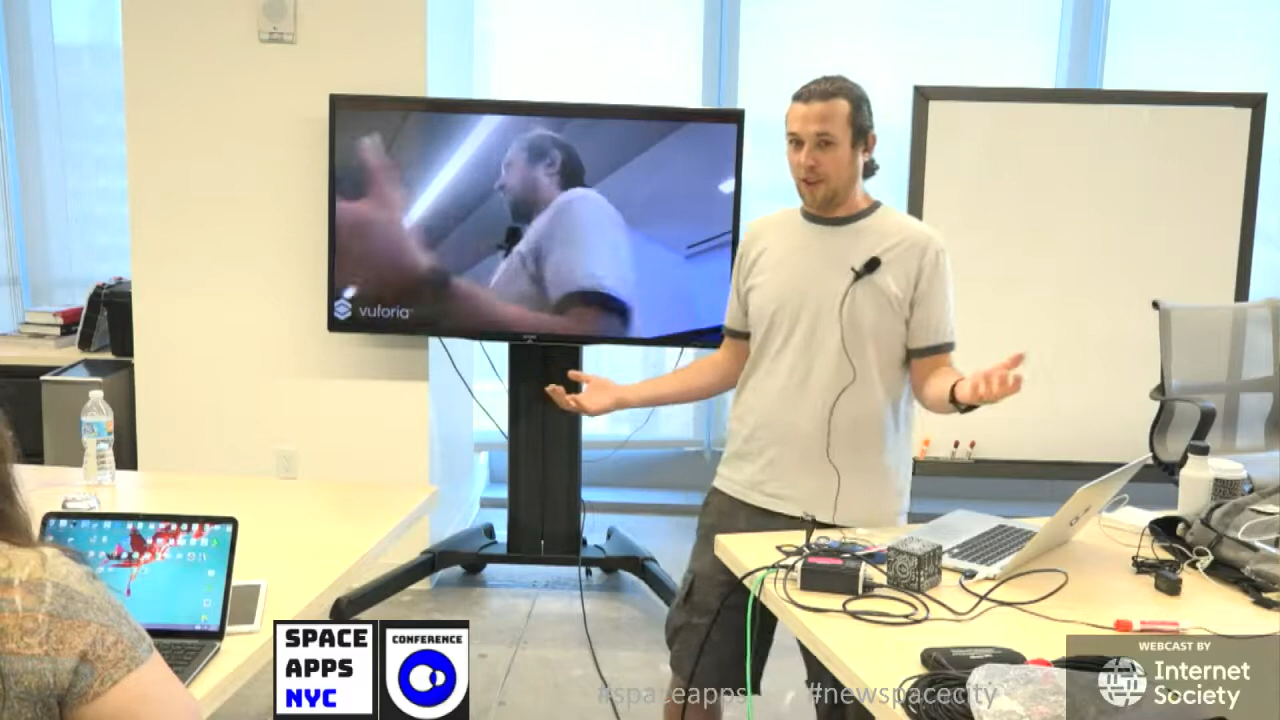 vuforia
SPACE
APPS
NYC
CONFERENCE
#spaceapps #newspacecity
WEBCAST BY
Internet
Society